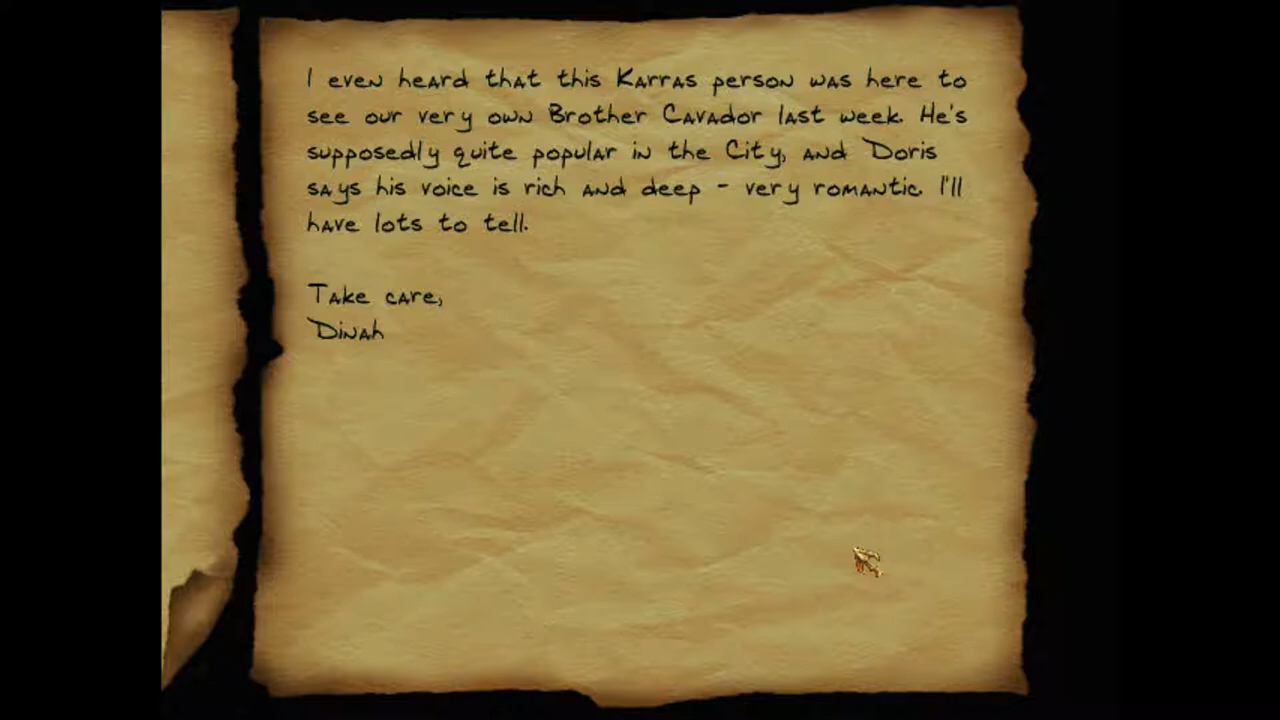 I even heard that this Karras person was here to
see our very own Brother Cavador last week. He's
supposedly quite popular in the City, and Doris
says his voice is rich and deep - very romantic. I'll
have lots to tell.
Take care,
Dinah